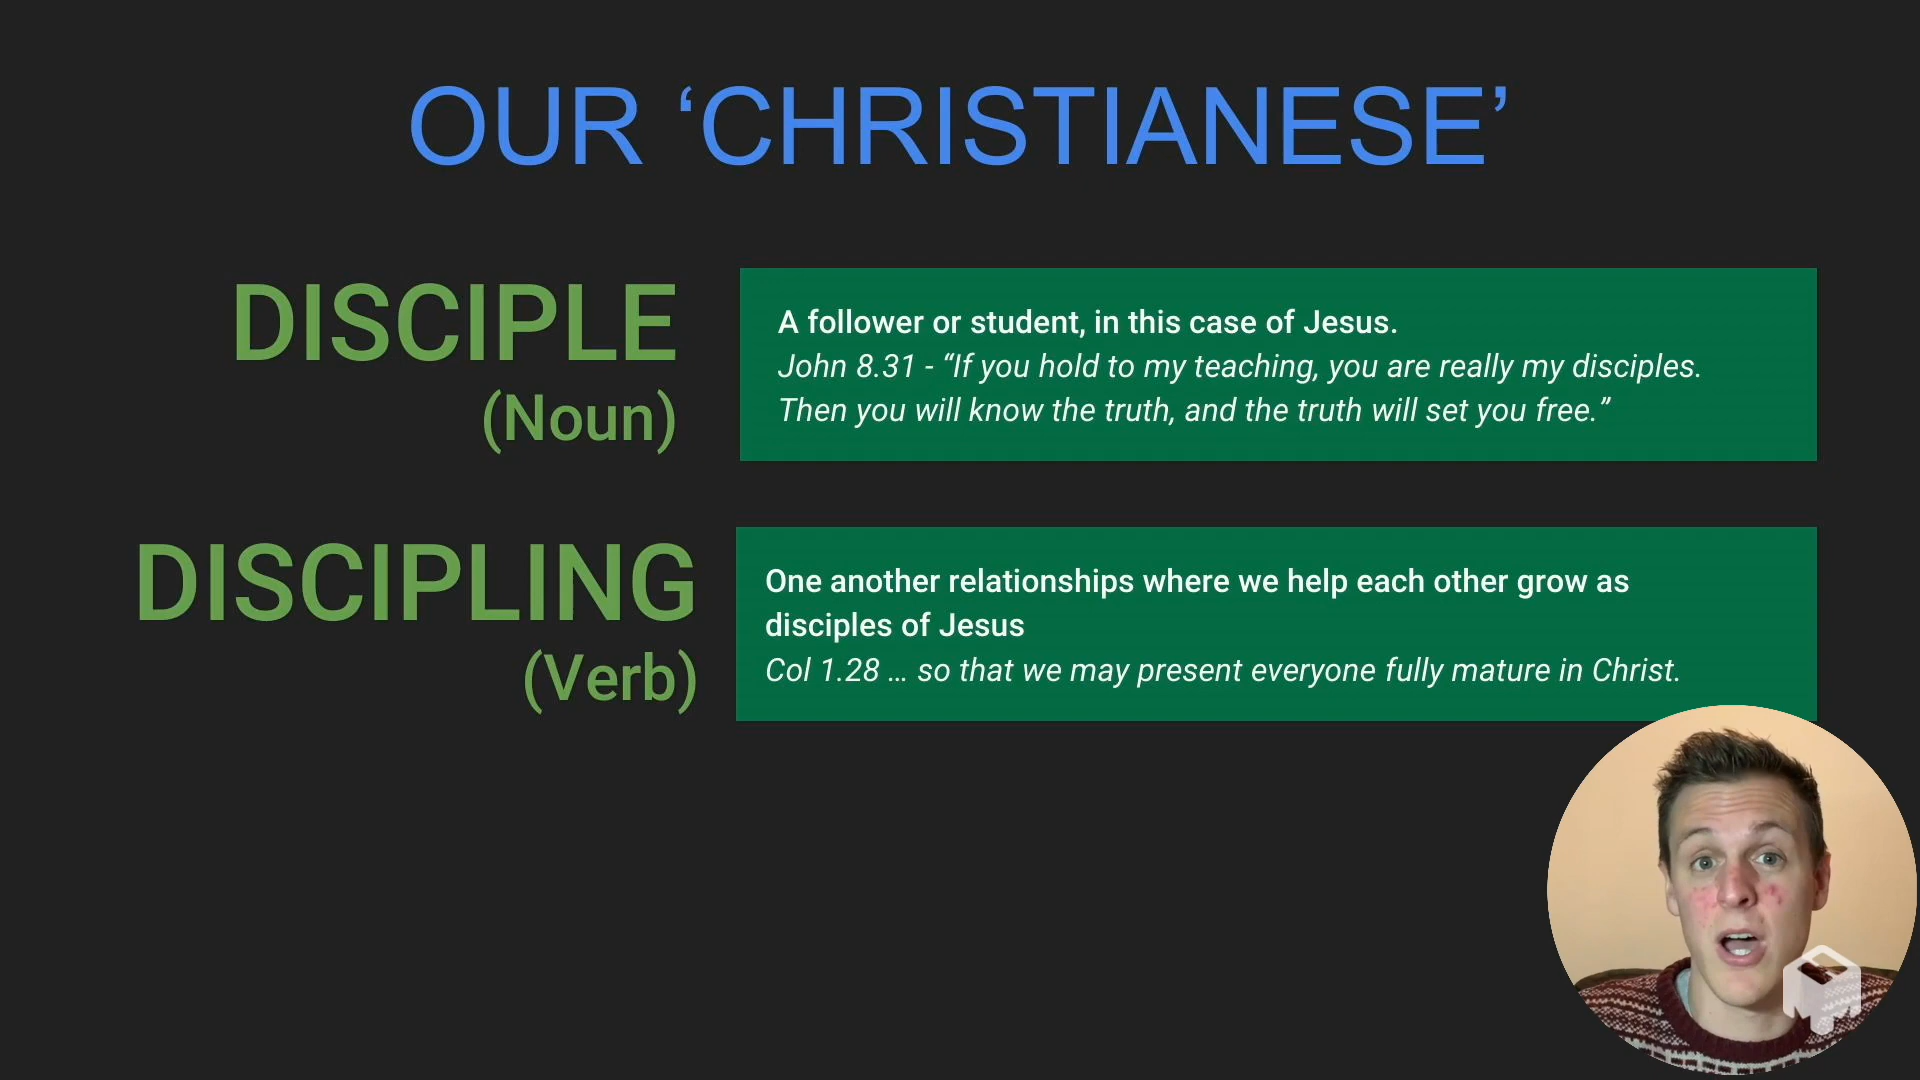 OUR ‘CHRISTIANESE’
DISCIPLE
(Noun)
A follower or student, in this case of Jesus.
John 8.31 - “If you hold to my teaching, you are really my disciples.
Then you will know the truth, and the truth will set you free.”
DISCIPLING
(Verb)
One another relationships where we help each other grow as
disciples of Jesus
Col 1.28 … so that we may present everyone fully mature in Christ.